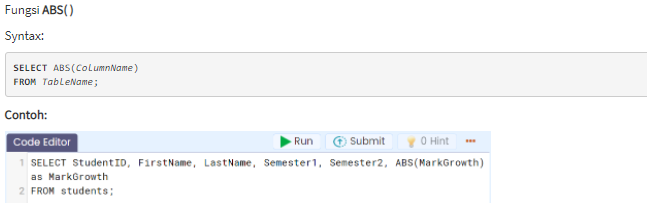 Fungsi ABS()
Syntax:
SELECT ABS(ColumnName)
FROM TableName;
Contoh:
Code Editor Run Submit 0 Hint ...
1 SELECT StudentID, FirstName, LastName, Semester1, Semester2, ABS(MarkGrowth)
as MarkGrowth
2 FROM students;